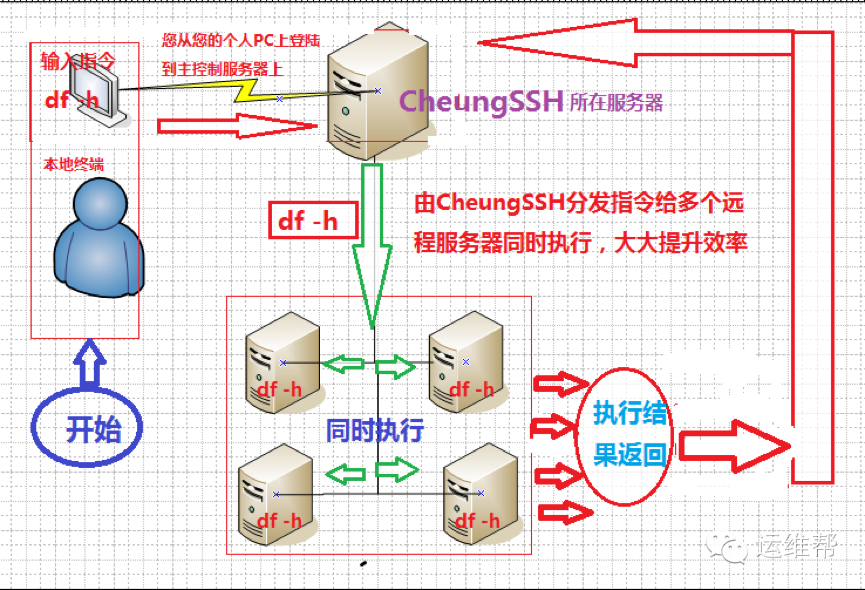 输入指令
df -h
您从您的个人PC上登陆
到主控制服务器上
CheungSSH 所在服务器
本地终端
df -h
由CheungSSH分发指令给多个远
程服务器同时执行，大大提升效率
df -h
df -h
开始
同时执行
执行结
果返回
df -h
df -h
运维帮